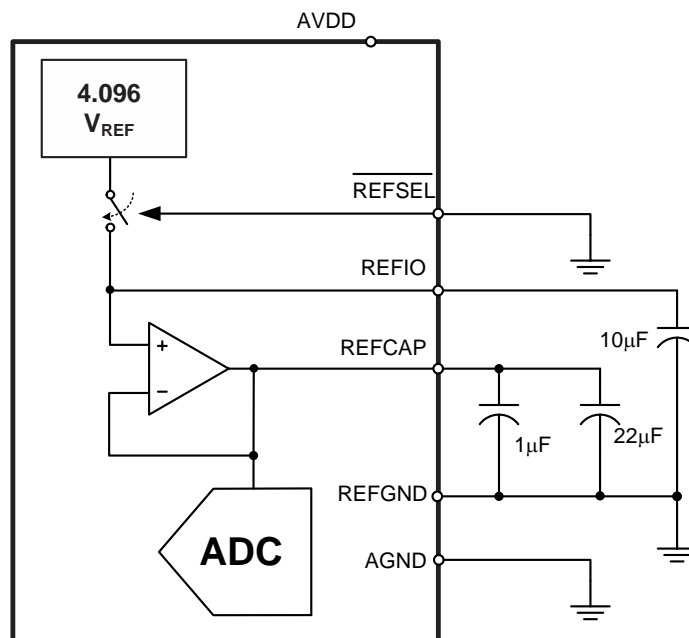 AVDD
4.096
VREF
REFSEL
REFIO
10μF
REFCAP
1μF
22μF
REFGND
ADC
AGND